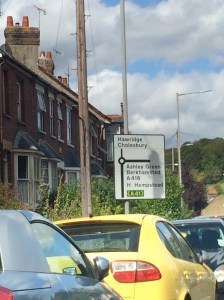 Hawridge
Cholesbury
Ashley Green
Berkhamsted
A416
H. Hempstead
(A41)